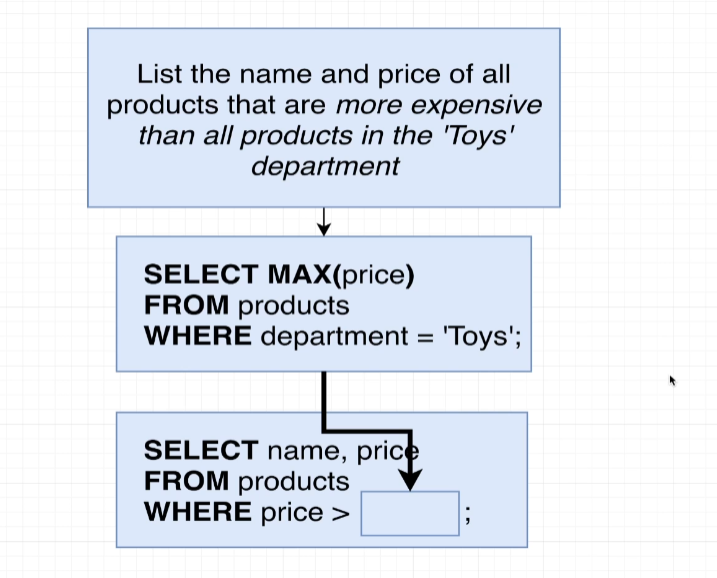 List the name and price of all
products that are more expensive
than all products in the 'Toys'
department
SELECT MAX(price)
FROM products
WHERE department = 'Toys';
SELECT name, price
FROM products
WHERE price > ;